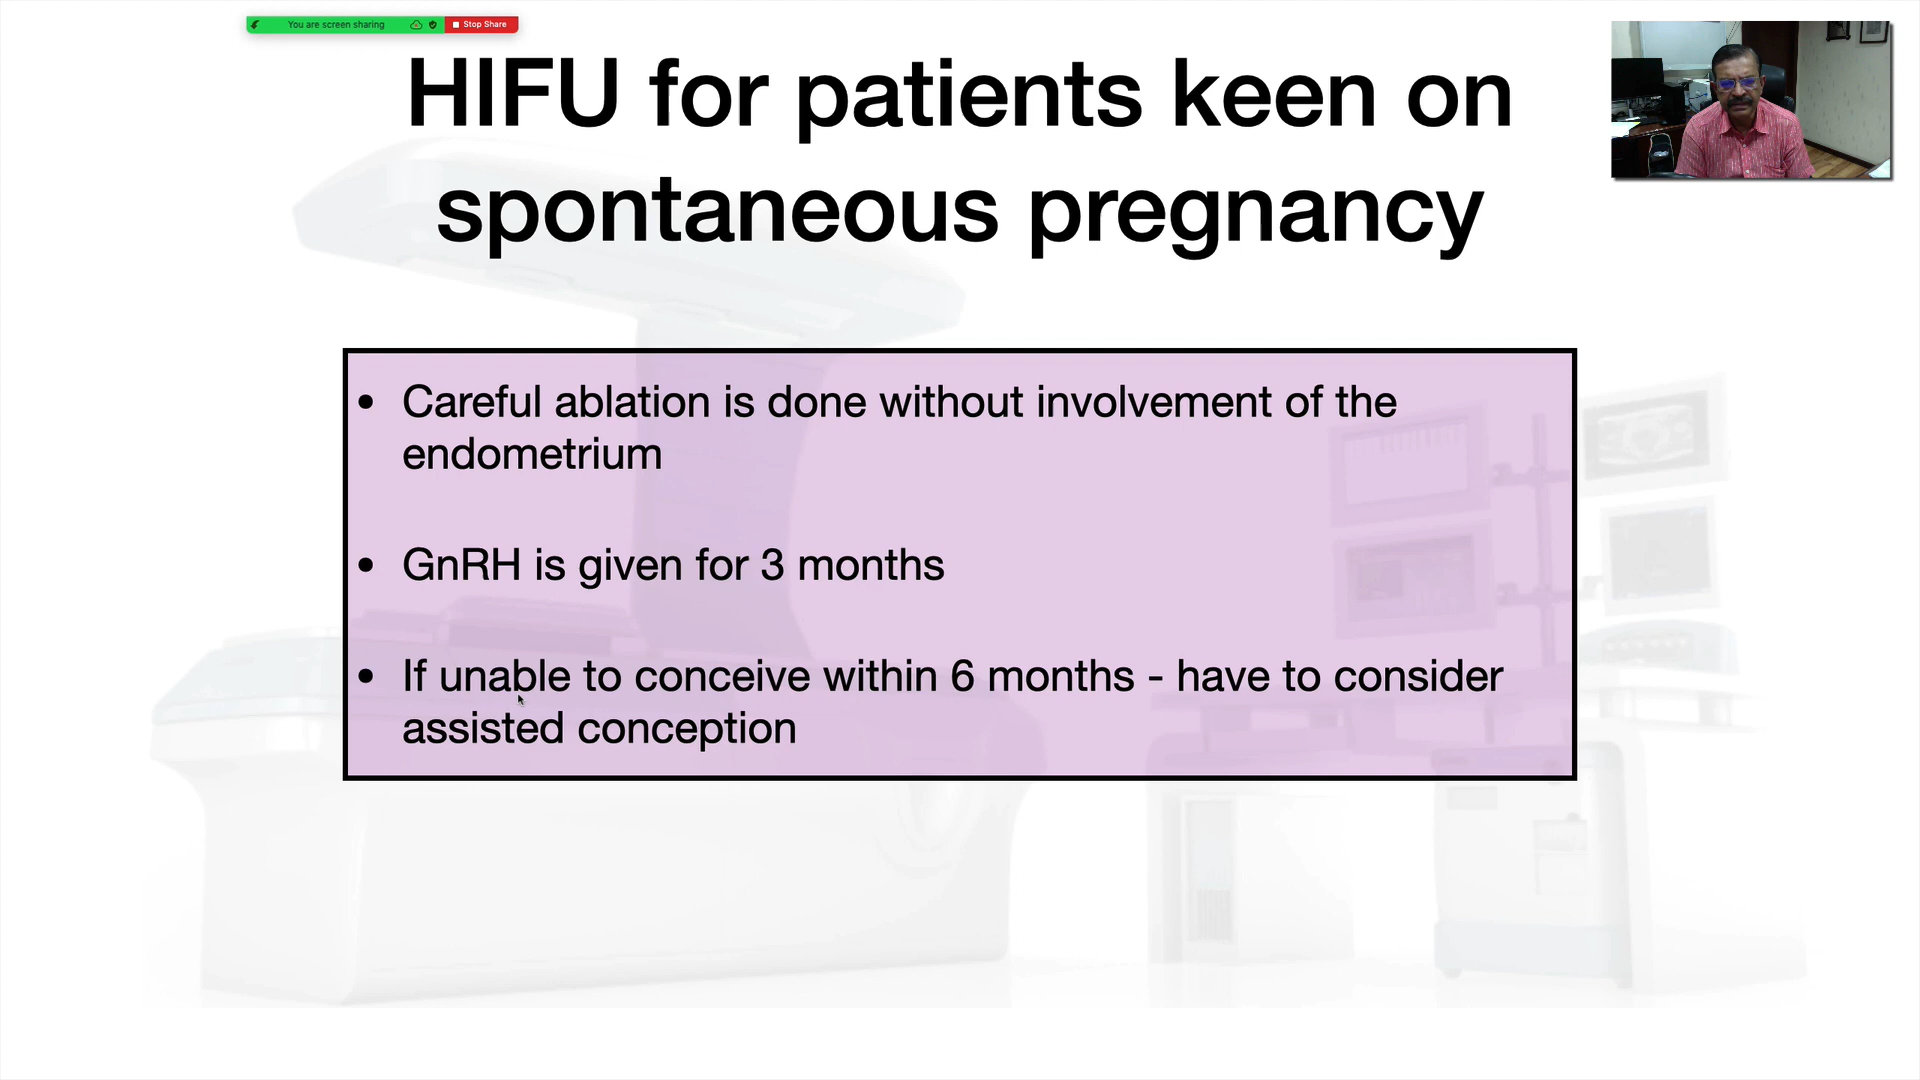 You are screen sharing
Stop Share
HIFU for patients keen on
spontaneous pregnancy
• Careful ablation is done without involvement of the
endometrium
• GnRH is given for 3 months
• If unable to conceive within 6 months - have to consider
assisted conception